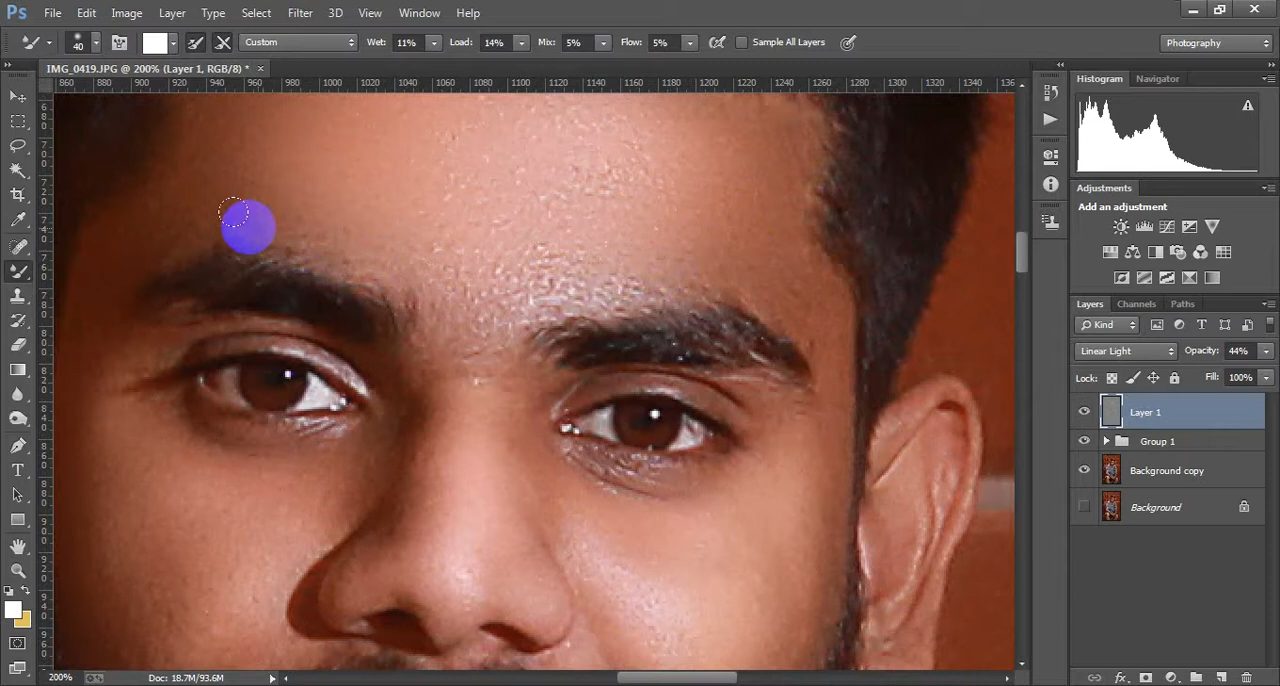 Ps File Edit Image Layer Type Select Filter 3D View Window Help
40 Custom Wet: 11% Load: 14% Mix: 5% Flow: 5% Sample All Layers Photography
IMG_0419.JPG @ 200% (Layer 1, RGB/8) * ×
860 880 900 920 940 960 980 1000 1020 1040 1060 1080 1100 1120 1140 1160 1180 1200 1220 1240 1260 1280 1300 1320 1340 136
Histogram Navigator
Adjustments
Add an adjustment
Layers Channels Paths
Kind
Linear Light Opacity: 44%
Lock: Fill: 100%
Layer 1
Group 1
Background copy
Background
200% Doc: 18.7M/93.6M